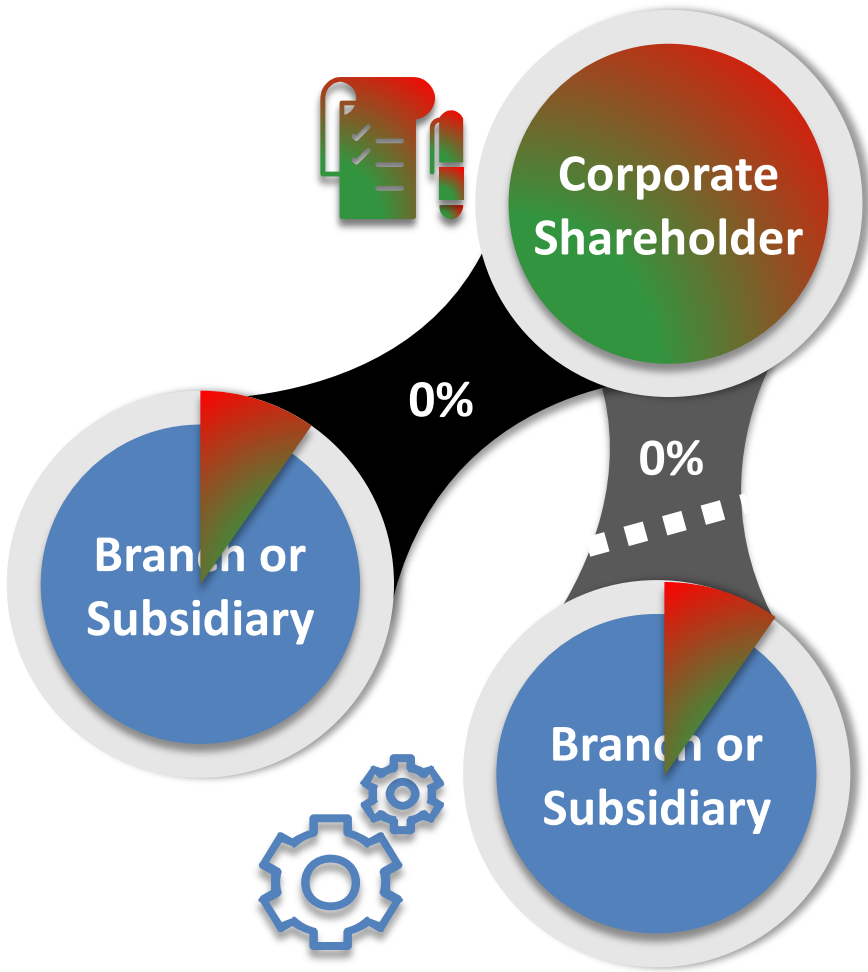 Corporate
Shareholder
0%
0%
Branch or
Subsidiary
Branch or
Subsidiary